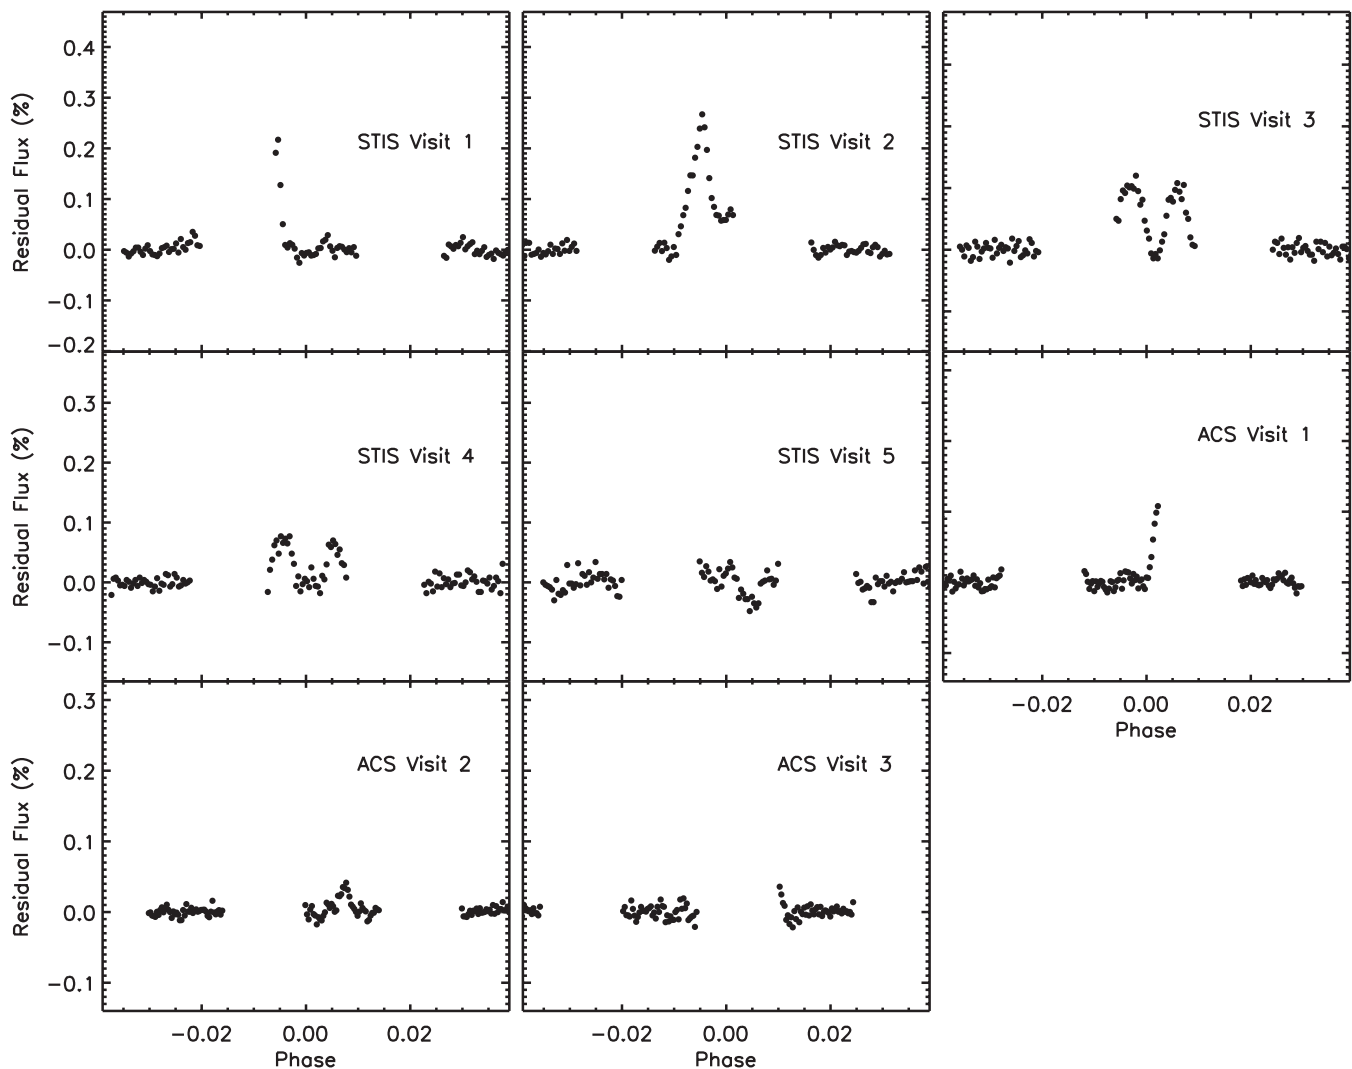 Residual Flux (%)
0.4
0.3
0.2
0.1
0.0
−0.1
−0.2
STIS Visit 1
STIS Visit 2
STIS Visit 3
Residual Flux (%)
0.3
0.2
0.1
0.0
−0.1
STIS Visit 4
STIS Visit 5
ACS Visit 1
−0.02 0.00 0.02
Phase
Residual Flux (%)
0.3
0.2
0.1
0.0
−0.1
ACS Visit 2
ACS Visit 3
−0.02 0.00 0.02
Phase
−0.02 0.00 0.02
Phase